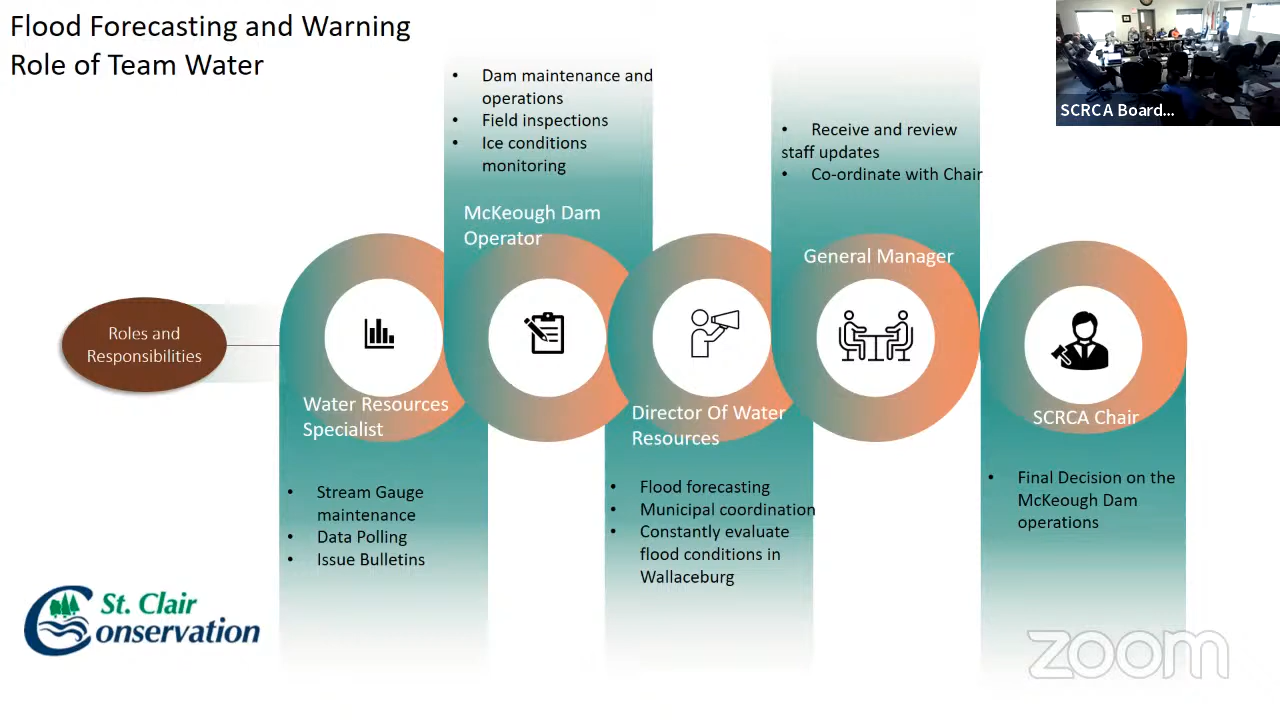 Flood Forecasting and Warning
Role of Team Water
SCRCA Board...
• Dam maintenance and
operations
• Field inspections
• Ice conditions
monitoring
• Receive and review
staff updates
• Co-ordinate with Chair
McKeough Dam
Operator
General Manager
Roles and
Responsibilities
Water Resources
Specialist
Director Of Water
Resources
SCRCA Chair
• Stream Gauge
maintenance
• Data Polling
• Issue Bulletins
• Flood forecasting
• Municipal coordination
• Constantly evaluate
flood conditions in
Wallaceburg
• Final Decision on the
McKeough Dam
operations
St. Clair
Conservation
zoom